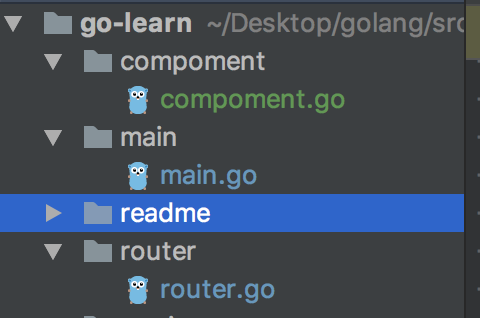 go-learn ~/Desktop/golang/src
compoment
compoment.go
main
main.go
readme
router
router.go